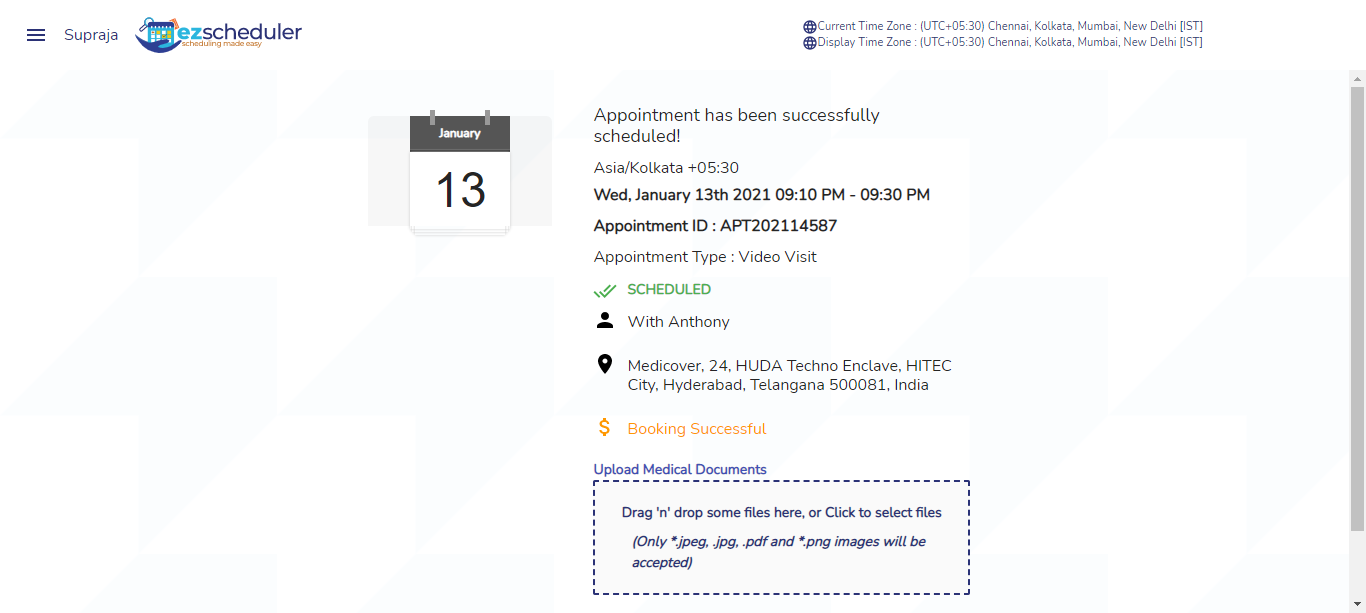 Supraja
ezscheduler
scheduling made easy
Current Time Zone : (UTC+05:30) Chennai, Kolkata, Mumbai, New Delhi [IST]
Display Time Zone : (UTC+05:30) Chennai, Kolkata, Mumbai, New Delhi [IST]
January
13
Appointment has been successfully
scheduled!
Asia/Kolkata +05:30
Wed, January 13th 2021 09:10 PM - 09:30 PM
Appointment ID : APT202114587
Appointment Type : Video Visit
SCHEDULED
With Anthony
Medicover, 24, HUDA Techno Enclave, HITEC
City, Hyderabad, Telangana 500081, India
$ Booking Successful
Upload Medical Documents
Drag 'n' drop some files here, or Click to select files
(Only *.jpeg, .jpg, .pdf and *.png images will be
accepted)